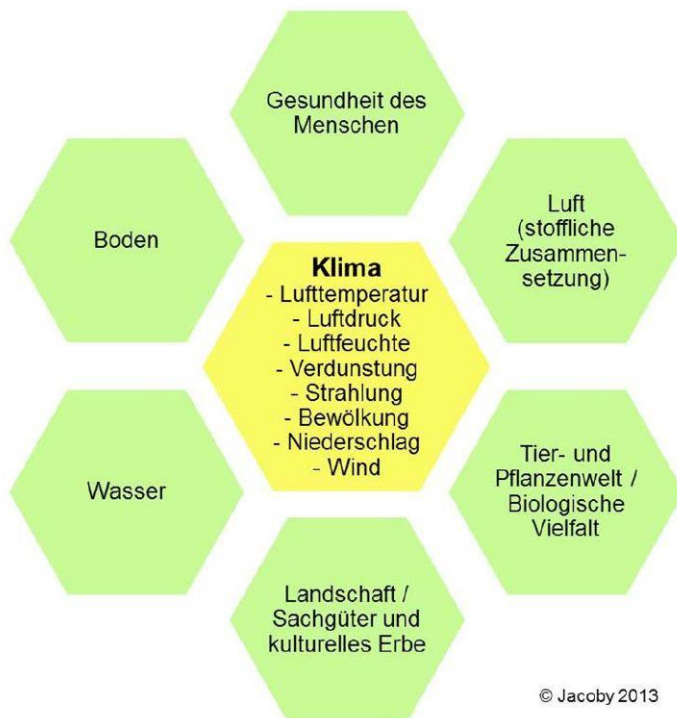 Gesundheit des
Menschen
Boden
Luft
(stoffliche
Zusammen-
setzung)
Klima
- Lufttemperatur
- Luftdruck
- Luftfeuchte
- Verdunstung
- Strahlung
- Bewölkung
- Niederschlag
- Wind
Wasser
Tier- und
Pflanzenwelt /
Biologische
Vielfalt
Landschaft /
Sachgüter und
kulturelles Erbe
© Jacoby 2013